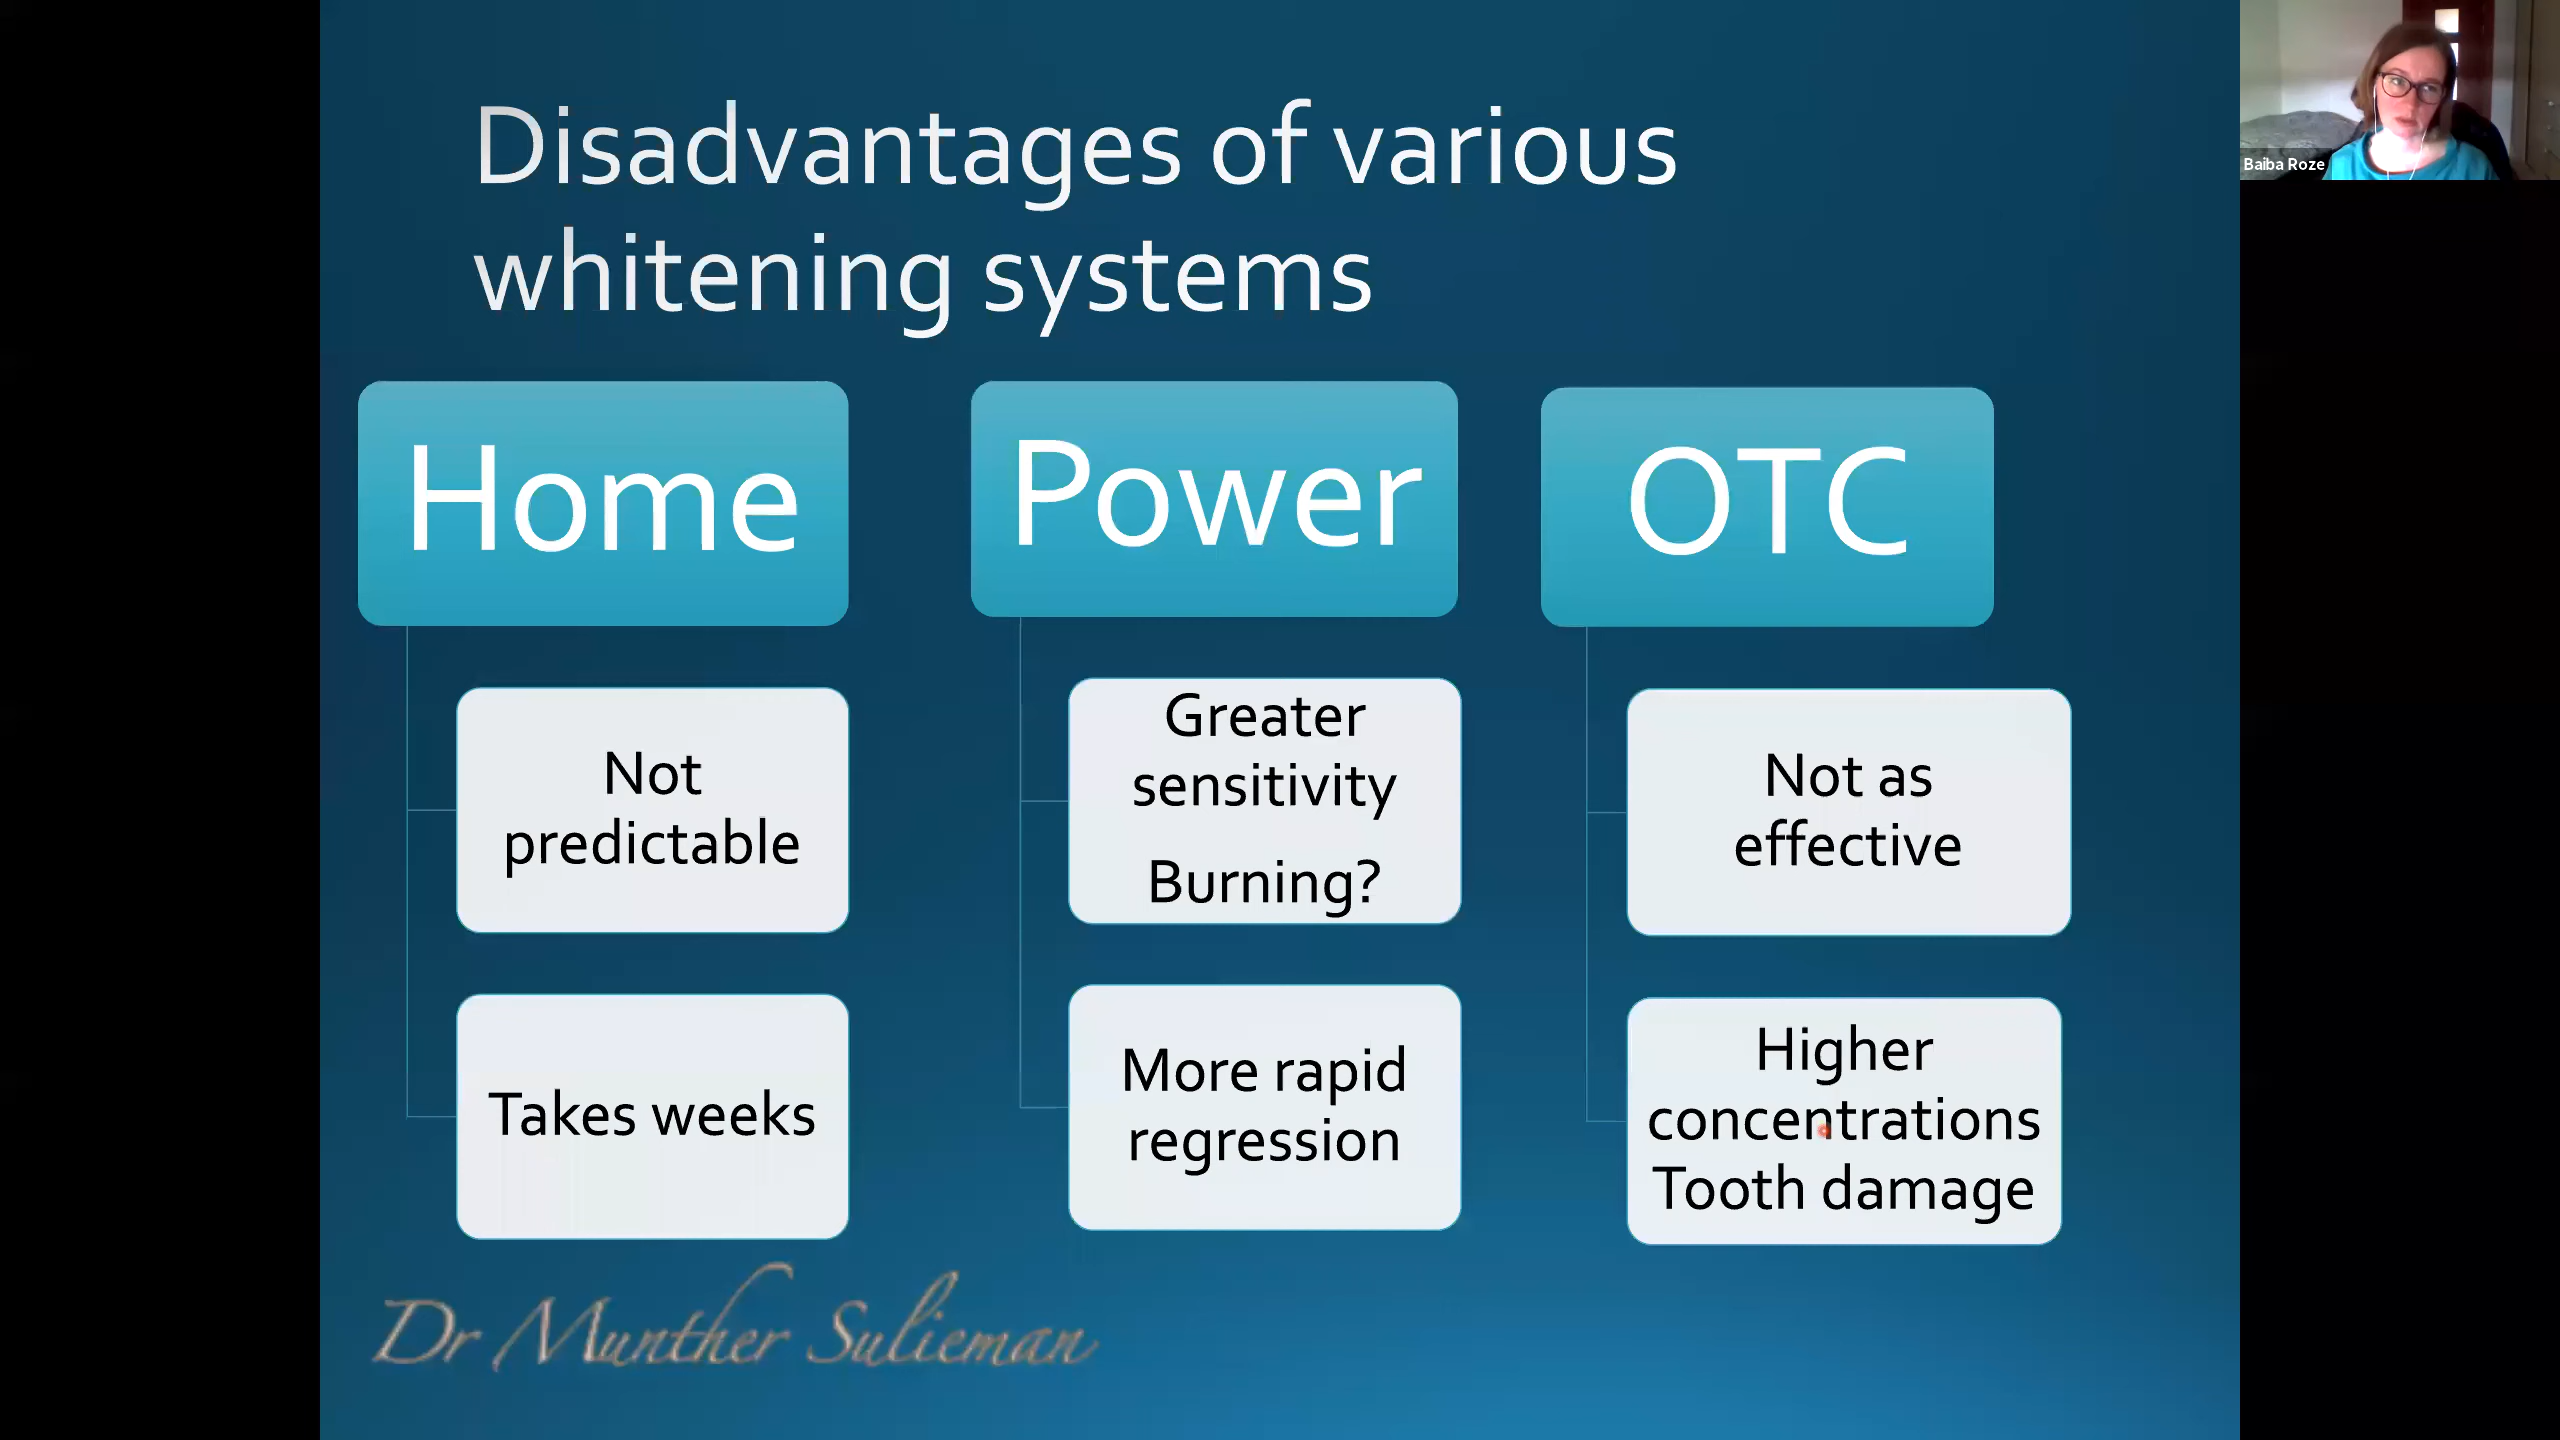 Disadvantages of various
whitening systems
Home
Not
predictable
Takes weeks
Power
Greater
sensitivity
Burning?
More rapid
regression
OTC
Not as
effective
Higher
concentrations
Tooth damage
Dr Munther Sulieman
Baiba Roze